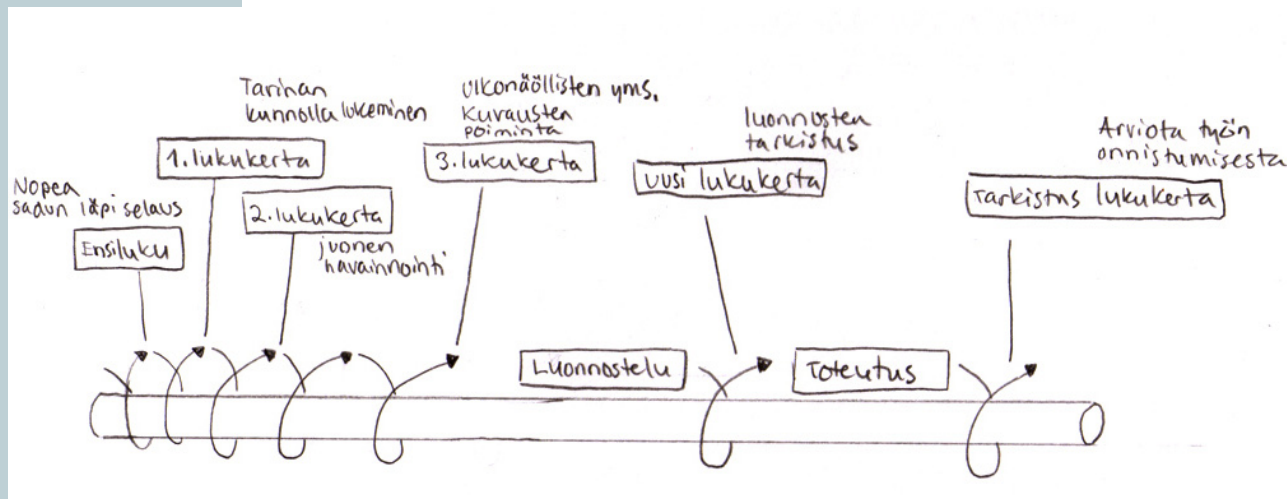 Nopea
sadun läpi selaus
Ensiluku
Tarinan
kunnolla lukeminen
1. lukukerta
2. lukukerta
juonen
havainnointi
ulkonäöllisten yms.
kuvausten
poiminta
3. lukukerta
Luonnostelu
luonnosten
tarkistus
uusi lukukerta
Toteutus
Arviota työn
onnistumisesta
Tarkistus lukukerta